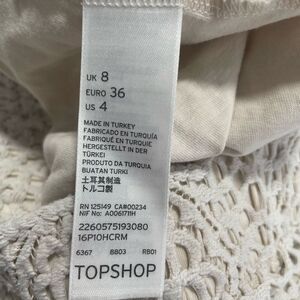 UK 8
EURO 36
US 4
MADE IN TURKEY
FABRICADO EN TURQUÍA
FABRIQUÉ EN TURQUIE
HERGESTELLT IN DER
TÜRKEI
PRODUTO DA TURQUIA
BUATAN TURKI
土耳其制造
トルコ製
RN 125149 CA#00234
NIF No: A0061711H
2260575193080
16P10HCRM
6367 8803 RB01
TOPSHOP